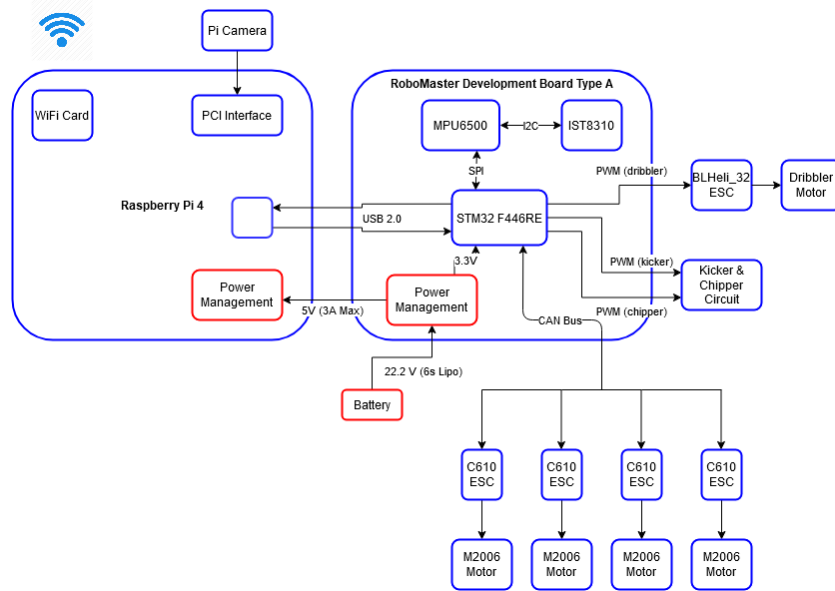 Pi Camera
RoboMaster Development Board Type A
WiFi Card
PCI Interface
MPU6500
I2C
IST8310
SPI
PWM (dribbler)
BLHeli_32
ESC
Dribbler
Motor
Raspberry Pi 4
USB 2.0
STM32 F446RE
3.3V
PWM (kicker)
Kicker &
Chipper
Circuit
Power
Management
Power
Management
5V (3A Max)
PWM (chipper)
CAN Bus
22.2 V (6s Lipo)
Battery
C610
ESC
C610
ESC
C610
ESC
C610
ESC
M2006
Motor
M2006
Motor
M2006
Motor
M2006
Motor